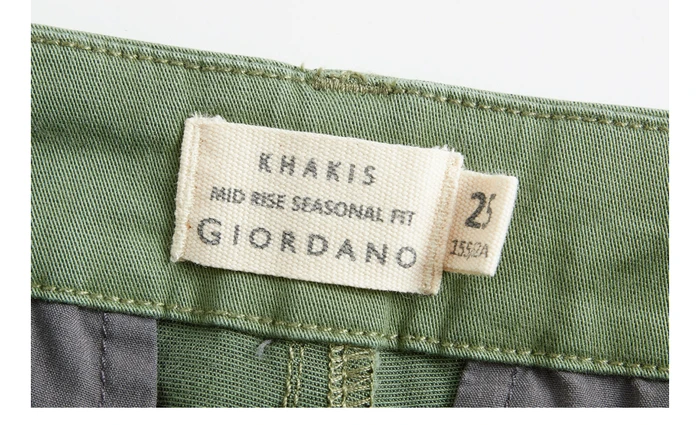 KHAKIS
MID RISE SEASONAL FIT
GIORDANO
25